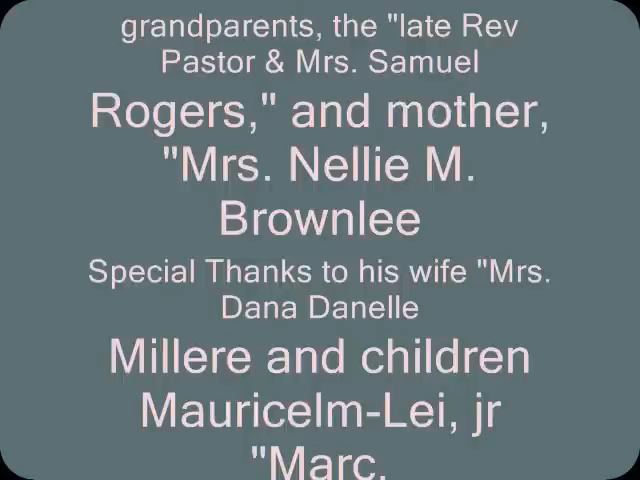 grandparents, the "late Rev
Pastor & Mrs. Samuel
Rogers," and mother,
"Mrs. Nellie M.
Brownlee
Special Thanks to his wife "Mrs.
Dana Danelle
Millere and children
Mauricelm-Lei, jr
"Marc,